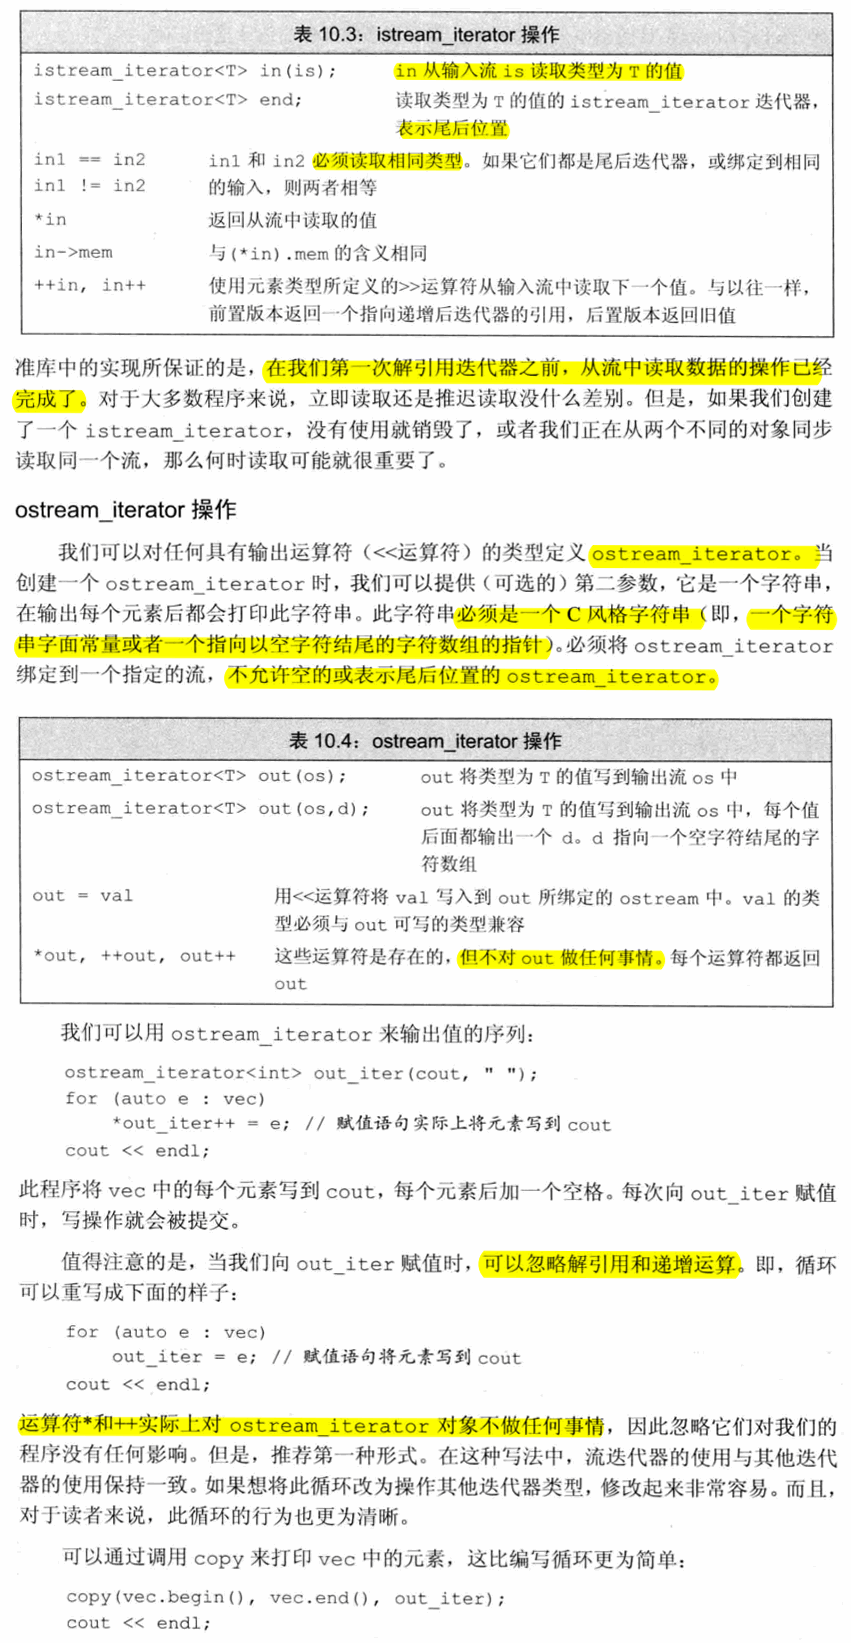 表 10.3：istream_iterator 操作
istream_iterator<T> in(is); in 从输入流 is 读取类型为 T 的值
istream_iterator<T> end; 读取类型为 T 的值的 istream_iterator 迭代器，
表示尾后位置
in1 == in2 in1 和 in2 必须读取相同类型。如果它们都是尾后迭代器，或绑定到相同
in1 != in2 的输入，则两者相等
*in 返回从流中读取的值
in->mem 与(*in).mem 的含义相同
++in, in++ 使用元素类型所定义的>>运算符从输入流中读取下一个值。与以往一样，
前置版本返回一个指向递增后迭代器的引用，后置版本返回旧值
准库中的实现所保证的是，在我们第一次解引用迭代器之前，从流中读取数据的操作已经
完成了。对于大多数程序来说，立即读取还是推迟读取没什么差别。但是，如果我们创建
了一个 istream_iterator，没有使用就销毁了，或者我们正在从两个不同的对象同步
读取同一个流，那么何时读取可能就很重要了。
ostream_iterator 操作
我们可以对任何具有输出运算符（<<运算符）的类型定义 ostream_iterator。当
创建一个 ostream_iterator 时，我们可以提供（可选的）第二参数，它是一个字符串，
在输出每个元素后都会打印此字符串。此字符串必须是一个 C 风格字符串（即，一个字符
串字面常量或者一个指向以空字符结尾的字符数组的指针）。必须将 ostream_iterator
绑定到一个指定的流，不允许空的或表示尾后位置的 ostream_iterator。
表 10.4：ostream_iterator 操作
ostream_iterator<T> out(os); out 将类型为 T 的值写到输出流 os 中
ostream_iterator<T> out(os,d); out 将类型为 T 的值写到输出流 os 中，每个值
后面都输出一个 d。d 指向一个空字符结尾的字
符数组
out = val 用<<运算符将 val 写入到 out 所绑定的 ostream 中。val 的类
型必须与 out 可写的类型兼容
*out, ++out, out++ 这些运算符是存在的，但不对 out 做任何事情。每个运算符都返回
out
我们可以用 ostream_iterator 来输出值的序列：
ostream_iterator<int> out_iter(cout, " ");
for (auto e : vec)
*out_iter++ = e; // 赋值语句实际上将元素写到 cout
cout << endl;
此程序将 vec 中的每个元素写到 cout，每个元素后加一个空格。每次向 out_iter 赋值
时，写操作就会被提交。
值得注意的是，当我们向 out_iter 赋值时，可以忽略解引用和递增运算。即，循环
可以重写成下面的样子：
for (auto e : vec)
out_iter = e; // 赋值语句将元素写到 cout
cout << endl;
运算符*和++实际上对 ostream_iterator 对象不做任何事情，因此忽略它们对我们的
程序没有任何影响。但是，推荐第一种形式。在这种写法中，流迭代器的使用与其他迭代
器的使用保持一致。如果想将此循环改为操作其他迭代器类型，修改起来非常容易。而且，
对于读者来说，此循环的行为也更为清晰。
可以通过调用 copy 来打印 vec 中的元素，这比编写循环更为简单：
copy(vec.begin(), vec.end(), out_iter);
cout << endl;